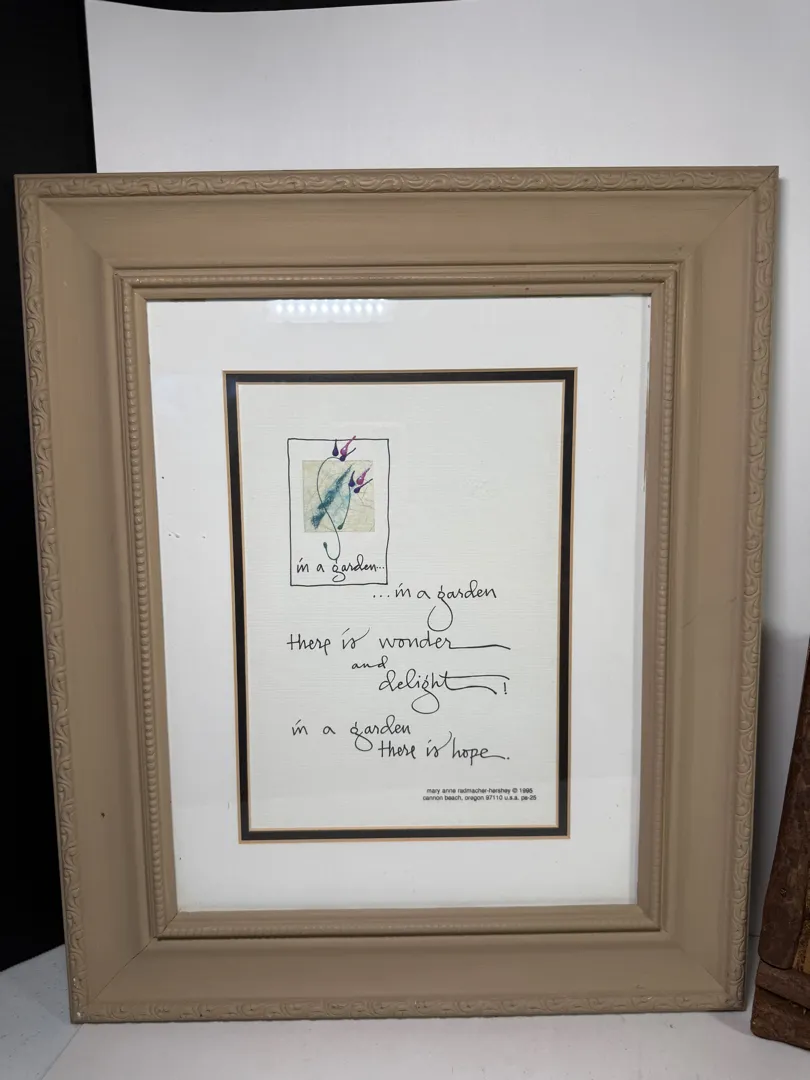 in a garden...
...in a garden
there is wonder
and
delight!
in a garden
there is hope.
mary anne radmacher-hershey © 1995
cannon beach, oregon 97110 u.s.a. pa-25